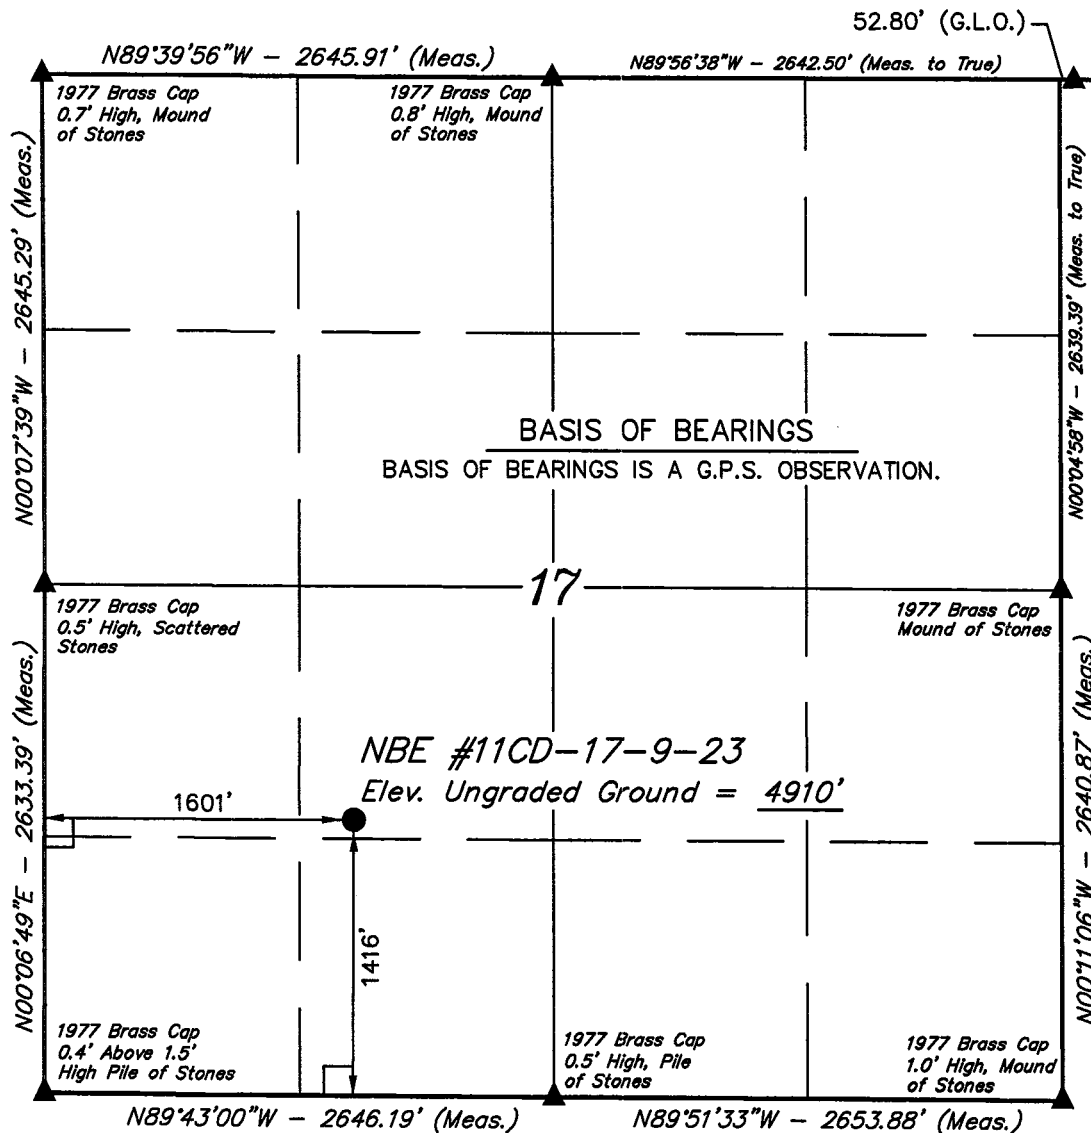 52.80' (G.L.O.)
N89°39'56"W - 2645.91' (Meas.)
N89°56'38"W - 2642.50' (Meas. to True)
1977 Brass Cap
0.7' High, Mound
of Stones
1977 Brass Cap
0.8' High, Mound
of Stones
N00°07'39"W - 2645.29' (Meas.)
N00°04'58"W - 2639.39' (Meas. to True)
BASIS OF BEARINGS
BASIS OF BEARINGS IS A G.P.S. OBSERVATION.
17
1977 Brass Cap
0.5' High, Scattered
Stones
1977 Brass Cap
Mound of Stones
N00°06'49"E - 2633.39' (Meas.)
N00°11'06"W - 2640.87' (Meas.)
NBE #11CD-17-9-23
Elev. Ungraded Ground = 4910'
1601'
1416'
1977 Brass Cap
0.4' Above 1.5'
High Pile of Stones
1977 Brass Cap
0.5' High, Pile
of Stones
1977 Brass Cap
1.0' High, Mound
of Stones
N89°43'00"W - 2646.19' (Meas.)
N89°51'33"W - 2653.88' (Meas.)